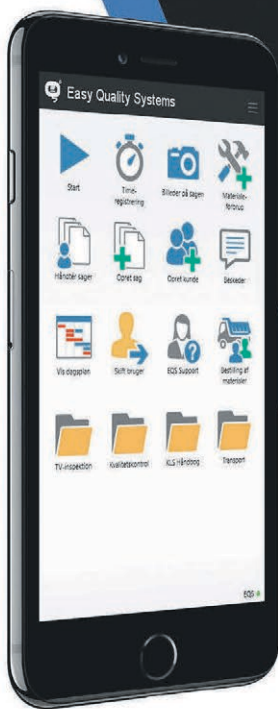 Easy Quality Systems
Start
Time-
registrering
Billeder på sagen
Materiale-
forbrug
Håndtér sager
Opret sag
Opret kunde
Beskeder
Vis dagsplan
Skift bruger
EQS Support
Bestilling af
materialer
TV-inspektion
Kvalitetskontrol
KLS Håndbog
Transport
EQS